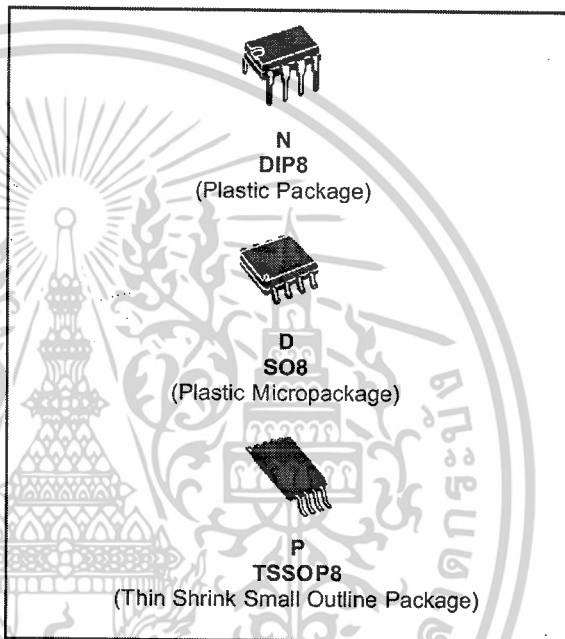 N
DIP8
(Plastic Package)
D
SO8
(Plastic Micropackage)
P
TSSOP8
(Thin Shrink Small Outline Package)